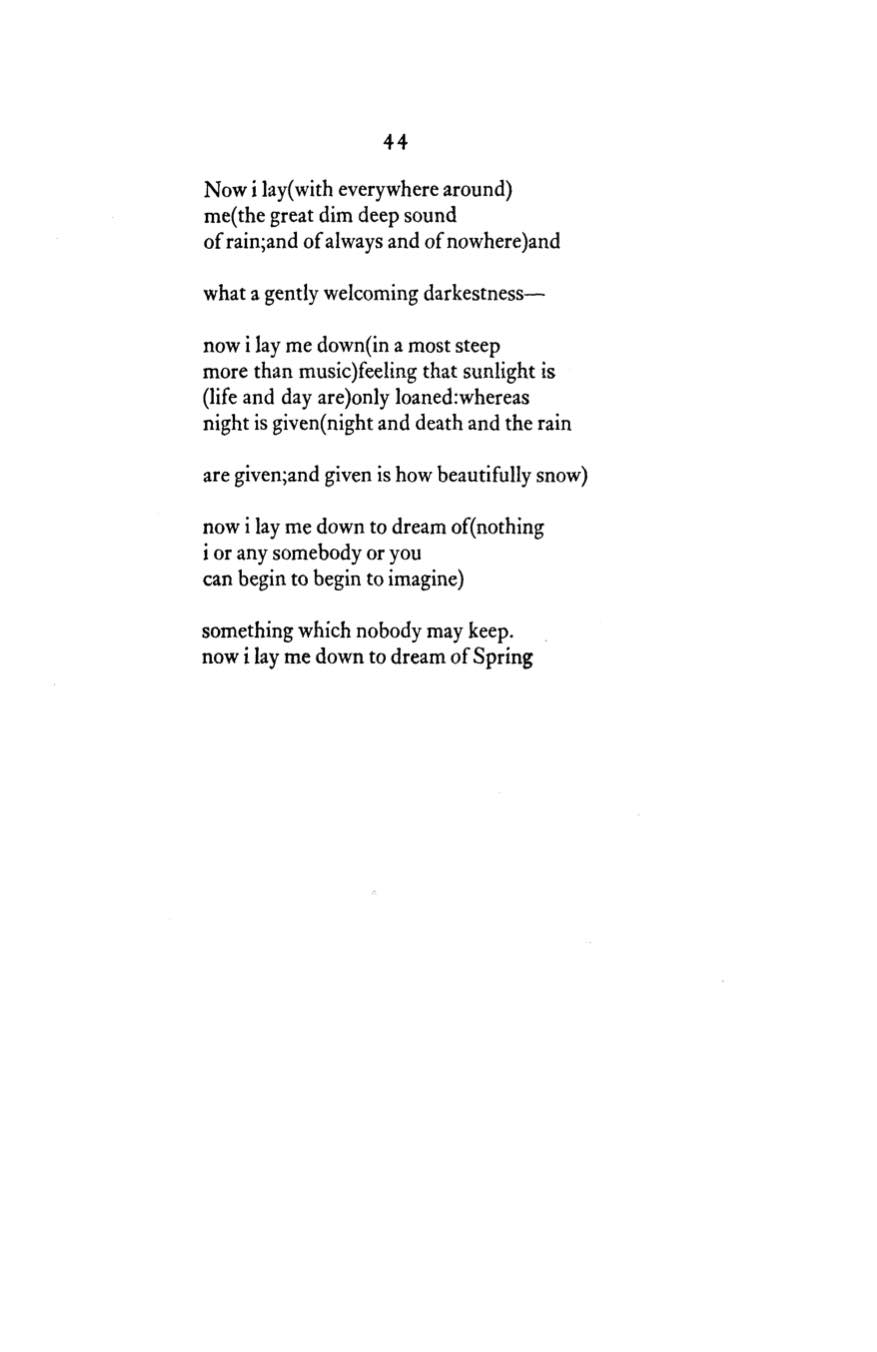 44
Now i lay(with everywhere around)
me(the great dim deep sound
of rain;and of always and of nowhere)and
what a gently welcoming darkestness—
now i lay me down(in a most steep
more than music)feeling that sunlight is
(life and day are)only loaned:whereas
night is given(night and death and the rain
are given;and given is how beautifully snow)
now i lay me down to dream of(nothing
i or any somebody or you
can begin to begin to imagine)
something which nobody may keep.
now i lay me down to dream of Spring